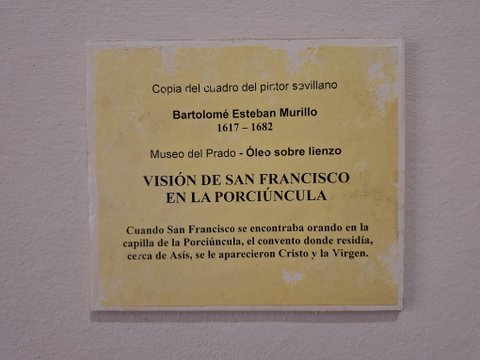 Copia del cuadro del pintor sevillano
Bartolomé Esteban Murillo
1617 – 1682
Museo del Prado - Óleo sobre lienzo
VISIÓN DE SAN FRANCISCO
EN LA PORCIÚNCULA
Cuando San Francisco se encontraba orando en la
capilla de la Porciúncula, el convento donde residía,
cerca de Asís, se le aparecieron Cristo y la Virgen.